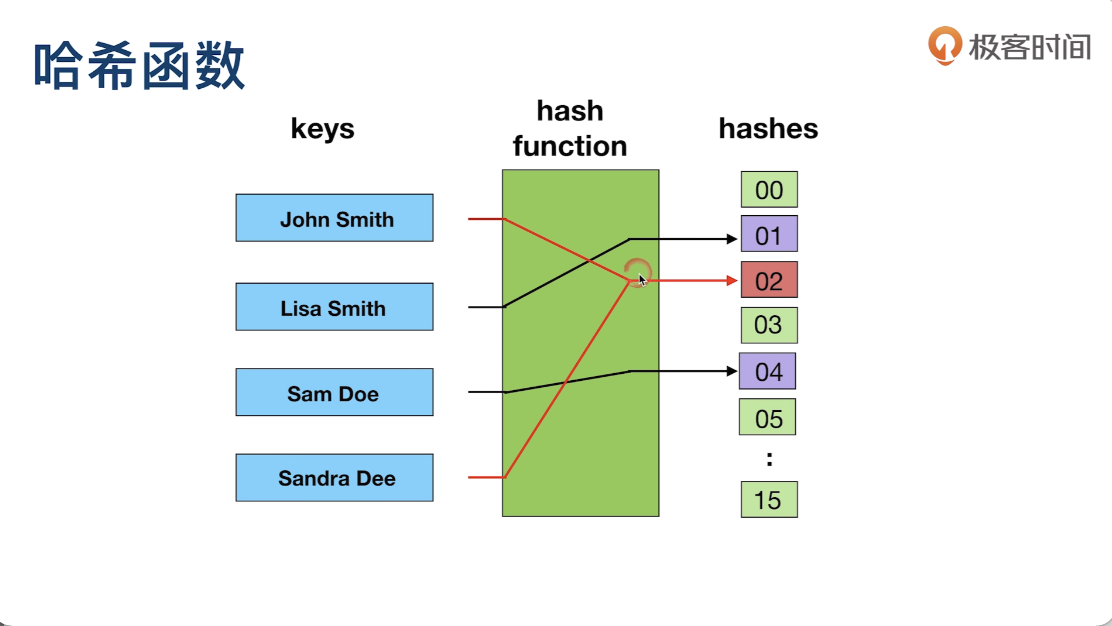 哈希函数
极客时间
keys
hash
function
hashes
John Smith
Lisa Smith
Sam Doe
Sandra Dee
00
01
02
03
04
05
:
15